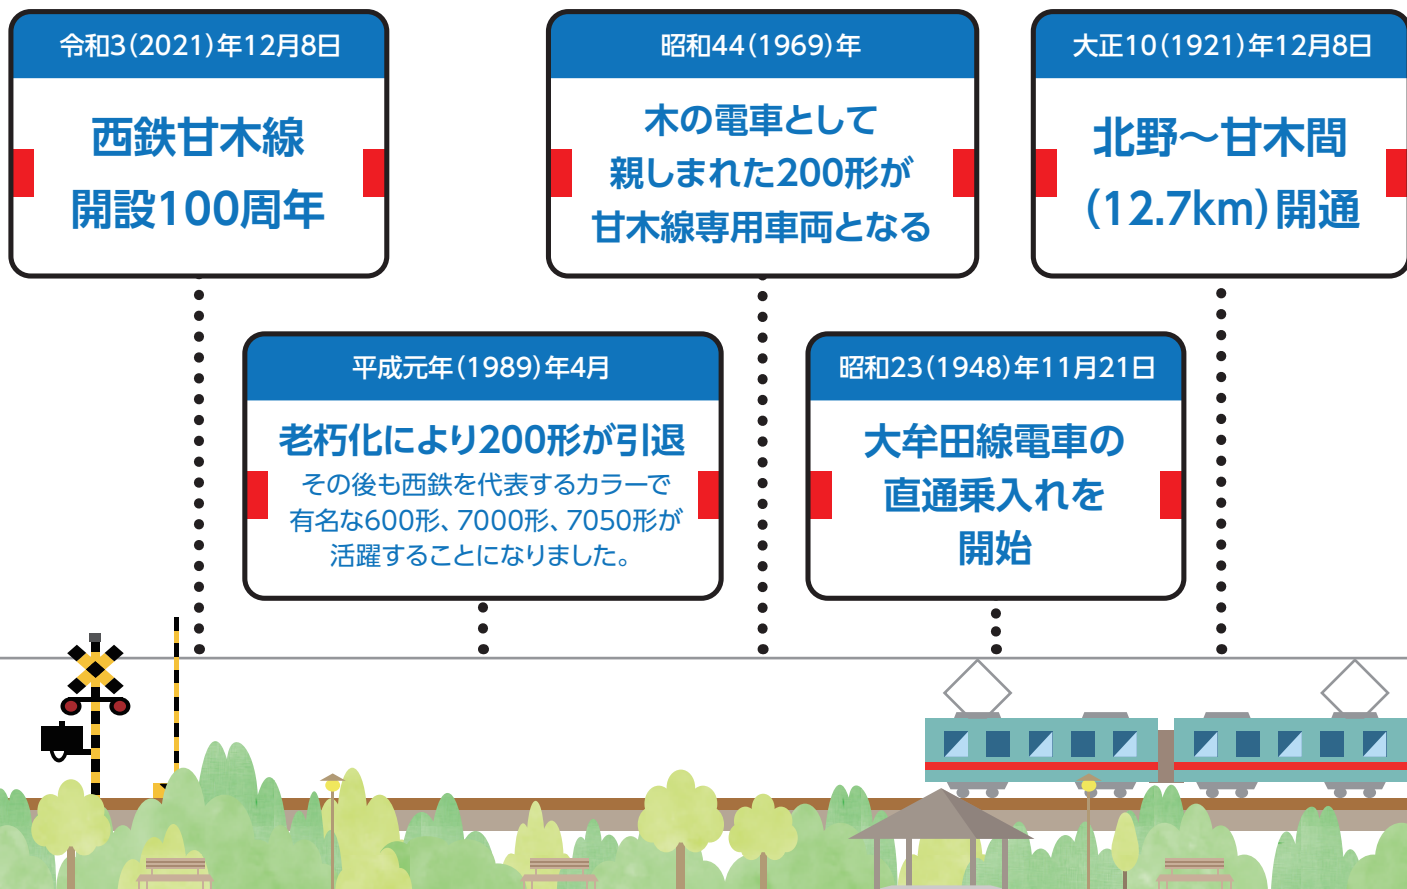 令和3(2021)年12月8日
西鉄甘木線
開設100周年
昭和44(1969)年
木の電車として
親しまれた200形が
甘木線専用車両となる
大正10(1921)年12月8日
北野～甘木間
(12.7km)開通
平成元年(1989)年4月
老朽化により200形が引退
その後も西鉄を代表するカラーで
有名な600形、7000形、7050形が
活躍することになりました。
昭和23(1948)年11月21日
大牟田線電車の
直通乗入れを
開始